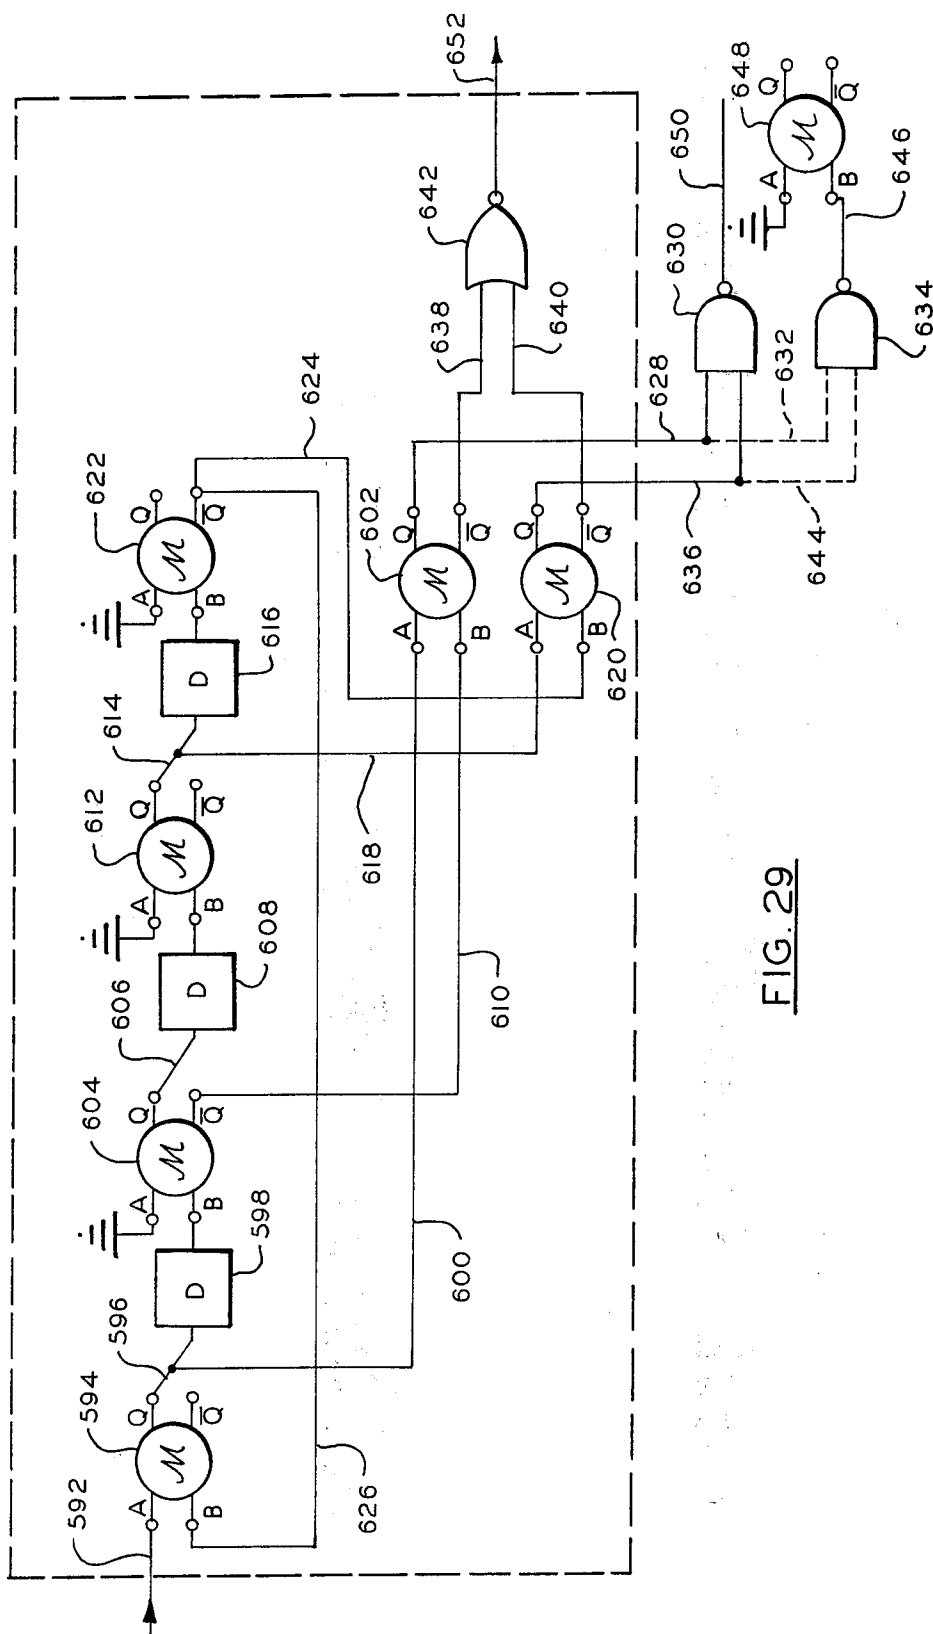 592
A
B
M
594
Q
Q̅
596
D
598
626
A
B
M
604
Q
Q̅
606
D
608
600
610
A
B
M
612
Q
Q̅
614
D
616
618
A
B
M
622
Q
Q̅
624
A
B
M
602
Q
Q̅
A
B
M
620
Q
Q̅
638
640
642
652
628
636
632
644
630
634
650
646
A
B
M
648
Q
Q̅
FIG. 29